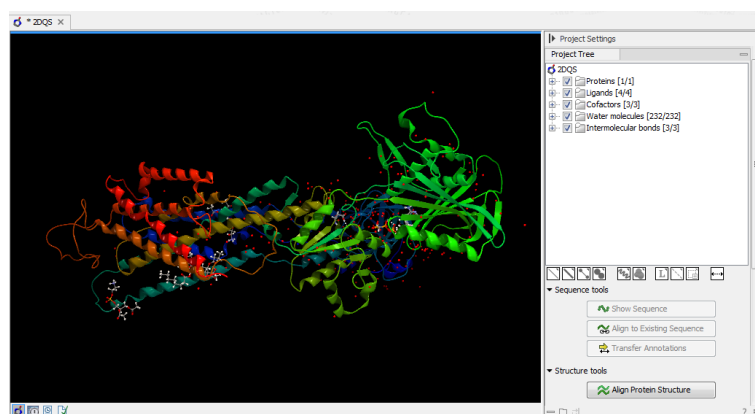 * 2DQS ×
Project Settings
Project Tree
2DQS
Proteins [1/1]
Ligands [4/4]
Cofactors [3/3]
Water molecules [232/232]
Intermolecular bonds [3/3]
L
Sequence tools
Show Sequence
Align to Existing Sequence
Transfer Annotations
Structure tools
Align Protein Structure
?